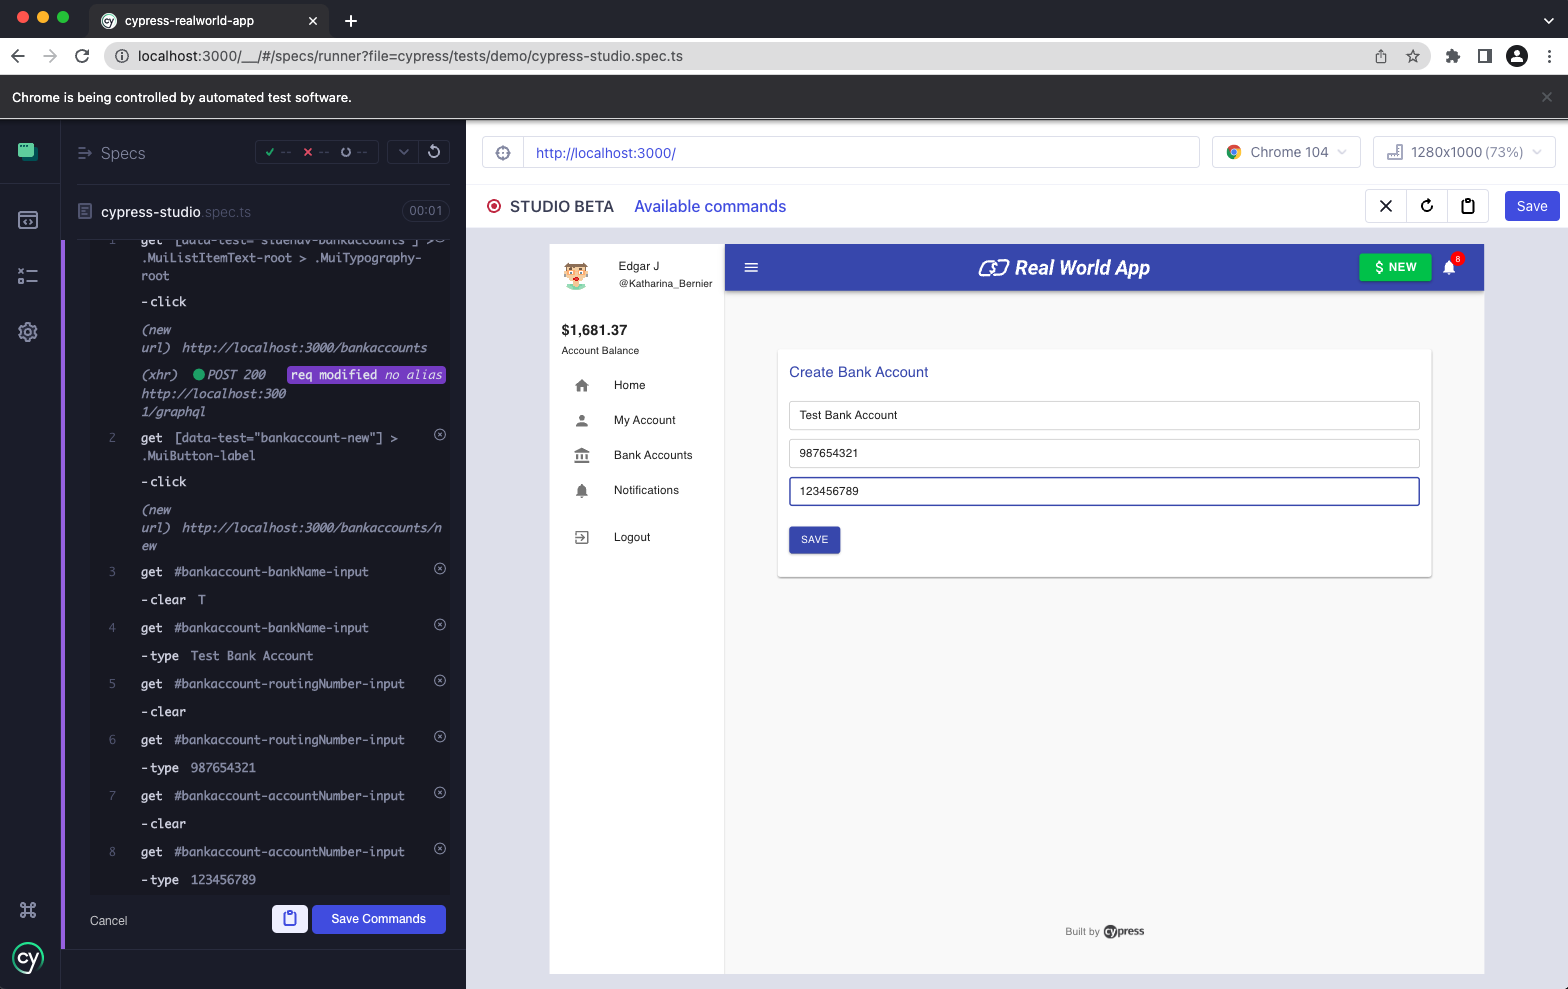 cypress-realworld-app
localhost:3000/__/#/specs/runner?file=cypress/tests/demo/cypress-studio.spec.ts
Chrome is being controlled by automated test software.
Specs
-- -- --
cypress-studio.spec.ts 00:01
1 get [data-test="sidenav-bankaccounts"] >
.MuiListItemText-root > .MuiTypography-
root
-click
(new
url) http://localhost:3000/bankaccounts
(xhr) POST 200 req modified no alias
http://localhost:300
1/graphql
2 get [data-test="bankaccount-new"] >
.MuiButton-label
-click
(new
url) http://localhost:3000/bankaccounts/n
ew
3 get #bankaccount-bankName-input
-clear T
4 get #bankaccount-bankName-input
-type Test Bank Account
5 get #bankaccount-routingNumber-input
-clear
6 get #bankaccount-routingNumber-input
-type 987654321
7 get #bankaccount-accountNumber-input
-clear
8 get #bankaccount-accountNumber-input
-type 123456789
Cancel
Save Commands
cy
http://localhost:3000/
Chrome 104
1280x1000 (73%)
STUDIO BETA
Available commands
Save
Edgar J
@Katharina_Bernier
$1,681.37
Account Balance
Home
My Account
Bank Accounts
Notifications
Logout
Real World App
$ NEW
8
Create Bank Account
Test Bank Account
987654321
123456789
SAVE
Built by cypress